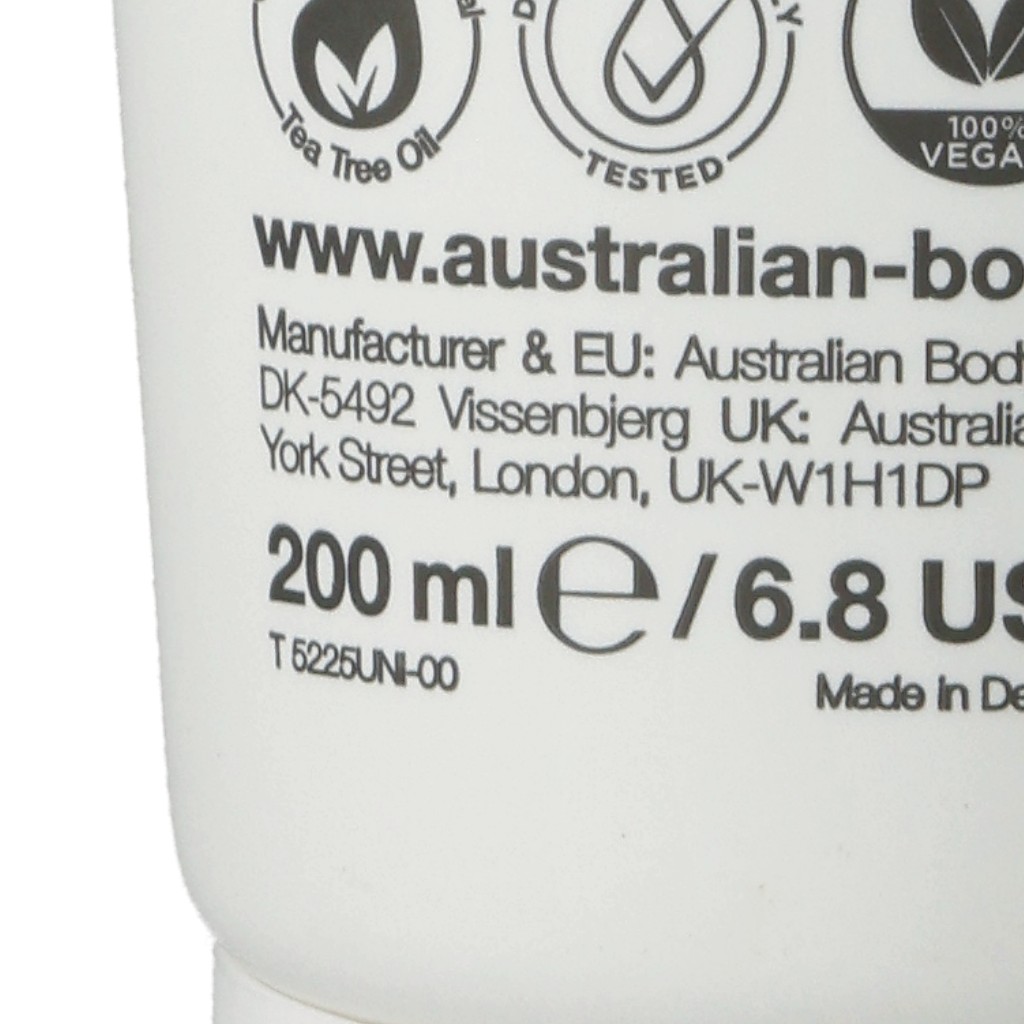 Tea Tree Oil
TESTED
100%
VEGA
www.australian-bo
Manufacturer & EU: Australian Bod
DK-5492 Vissenbjerg UK: Australia
York Street, London, UK-W1H1DP
200 ml e / 6.8 US
T 5225UNI-00
Made in De